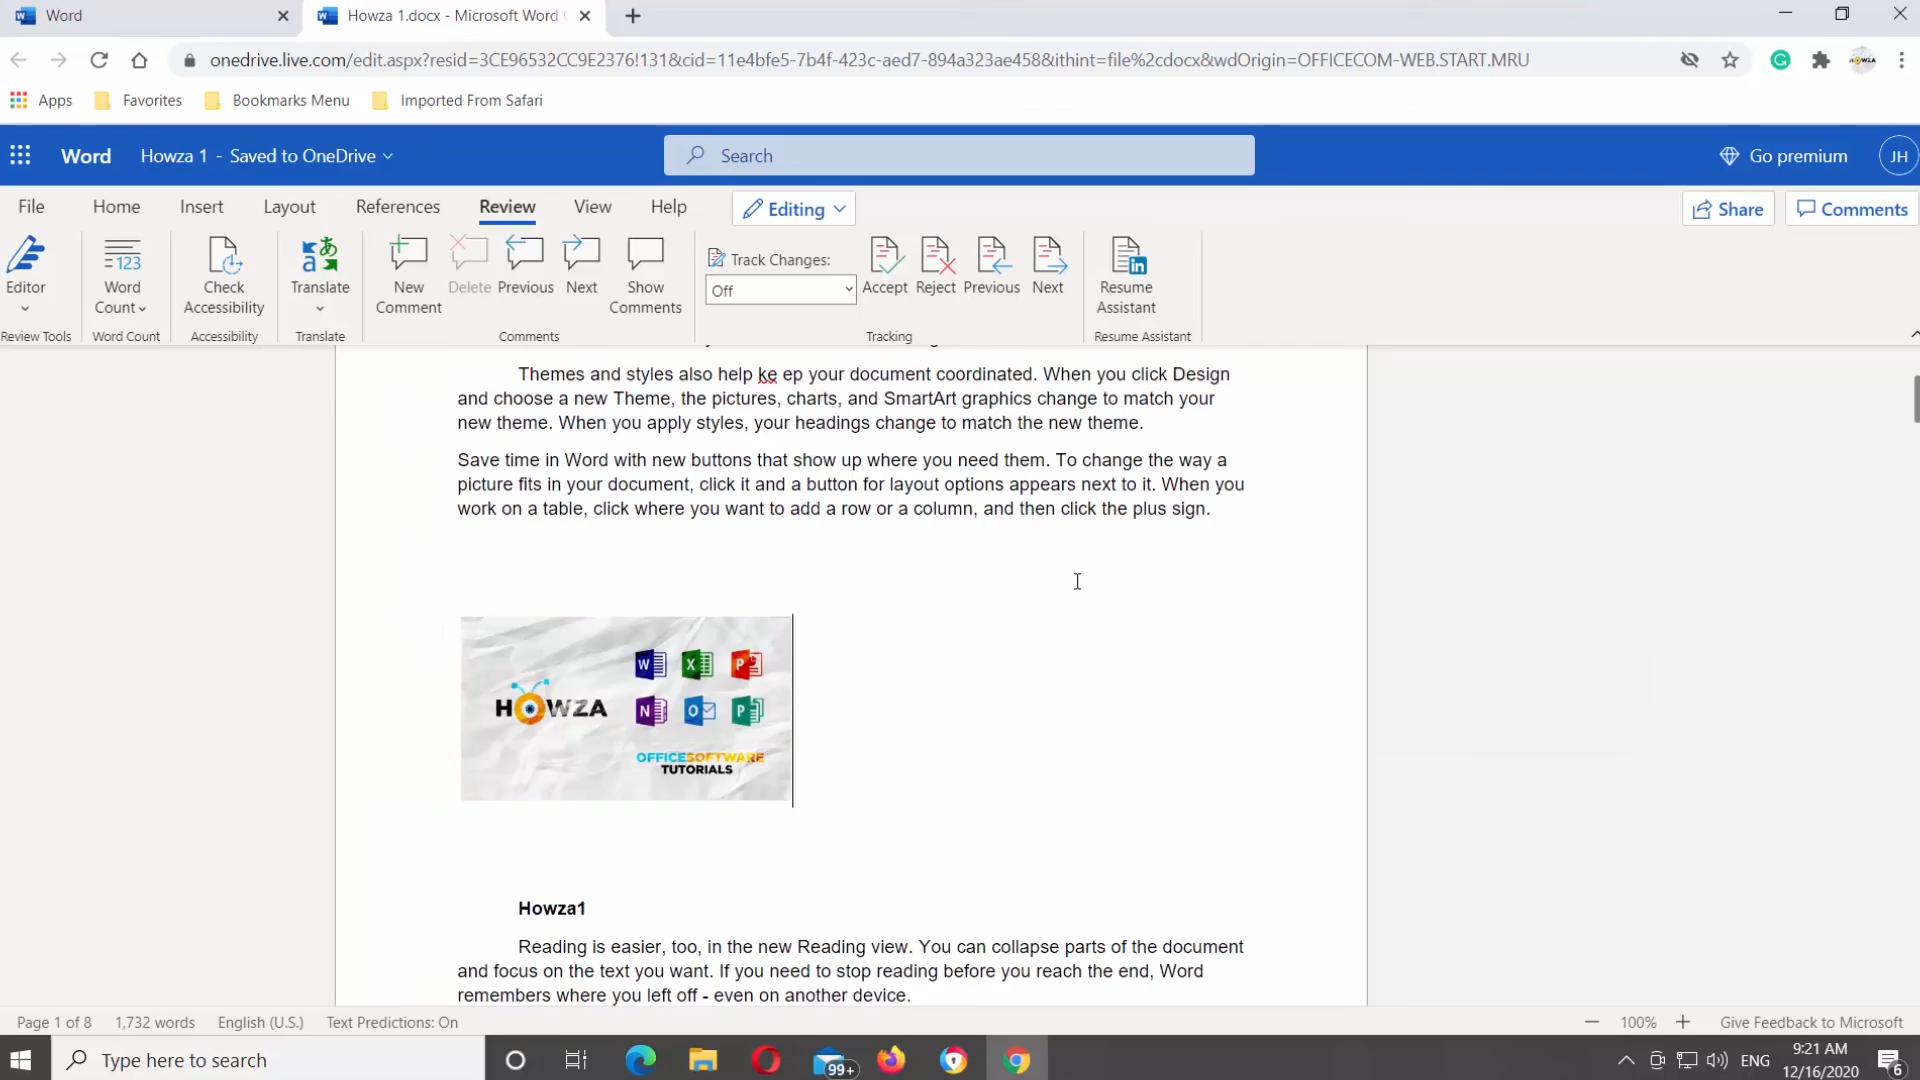 Word
Howza 1.docx - Microsoft Word
onedrive.live.com/edit.aspx?resid=3CE96532CC9E2376!131&cid=11e4bfe5-7b4f-423c-aed7-894a323ae458&ithint=file%2cdocx&wdOrigin=OFFICECOM-WEB.START.MRU
HOWZA
Apps
Favorites
Bookmarks Menu
Imported From Safari
Word
Howza 1 - Saved to OneDrive
Search
Go premium
JH
File
Home
Insert
Layout
References
Review
View
Help
Editing
Share
Comments
Editor
Word Count
Check Accessibility
Translate
New Comment
Delete
Previous
Next
Show Comments
Track Changes:
Off
Accept
Reject
Previous
Next
Resume Assistant
Review Tools
Word Count
Accessibility
Translate
Comments
Tracking
Resume Assistant
Themes and styles also help ke ep your document coordinated. When you click Design
and choose a new Theme, the pictures, charts, and SmartArt graphics change to match your
new theme. When you apply styles, your headings change to match the new theme.
Save time in Word with new buttons that show up where you need them. To change the way a
picture fits in your document, click it and a button for layout options appears next to it. When you
work on a table, click where you want to add a row or a column, and then click the plus sign.
HOWZA
W X P
N O P
OFFICESOFTWARE
TUTORIALS
Howza1
Reading is easier, too, in the new Reading view. You can collapse parts of the document
and focus on the text you want. If you need to stop reading before you reach the end, Word
remembers where you left off - even on another device.
Page 1 of 8
1,732 words
English (U.S.)
Text Predictions: On
100%
Give Feedback to Microsoft
Type here to search
99+
ENG
9:21 AM
12/16/2020
6